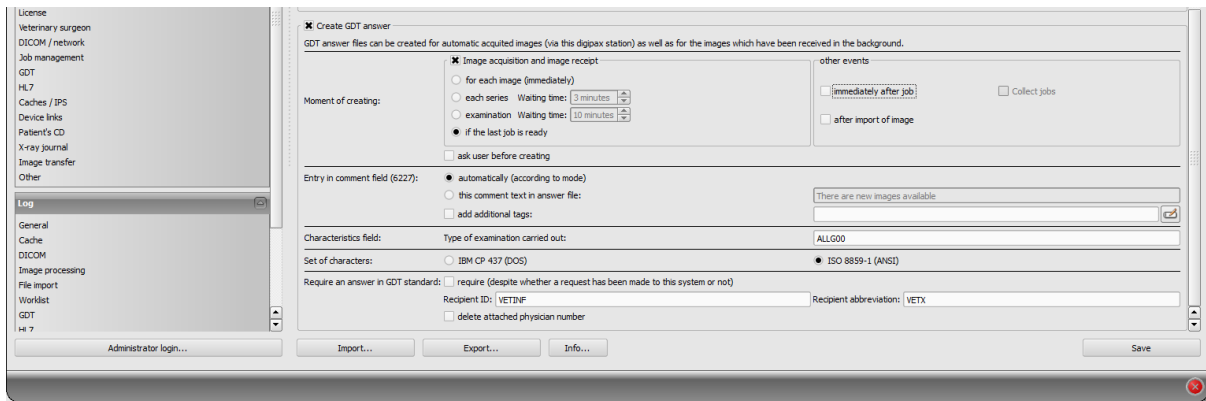 License
Veterinary surgeon
DICOM / network
Job management
GDT
HL7
Caches / IPS
Device links
Patient's CD
X-ray journal
Image transfer
Other
Log
General
Cache
DICOM
Image processing
File import
Worklist
GDT
HL7
Administrator login...
Create GDT answer
GDT answer files can be created for automatic acquited images (via this digipax station) as well as for the images which have been received in the background.
Moment of creating:
Image acquisition and image receipt
for each image (immediately)
each series Waiting time: 3 minutes
examination Waiting time: 10 minutes
if the last job is ready
other events
immediately after job Collect jobs
after import of image
ask user before creating
Entry in comment field (6227): automatically (according to mode)
this comment text in answer file: There are new images available
add additional tags:
Characteristics field: Type of examination carried out: ALLG00
Set of characters: IBM CP 437 (DOS) ISO 8859-1 (ANSI)
Require an answer in GDT standard: require (despite whether a request has been made to this system or not)
Recipient ID: VETINF Recipient abbreviation: VETX
delete attached physician number
Import... Export... Info... Save